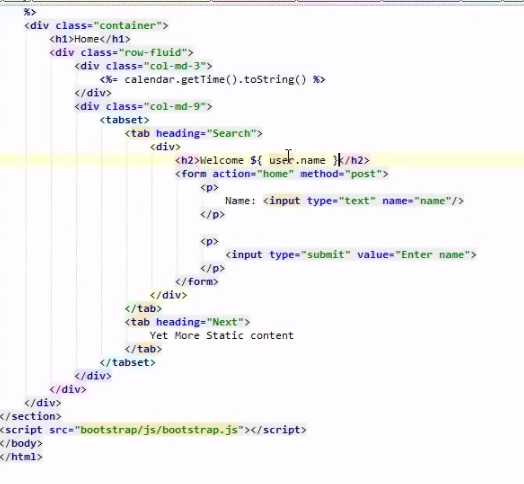 %>
<div class="container">
<h1>Home</h1>
<div class="row-fluid">
<div class="col-md-3">
<%= calendar.getTime().toString() %>
</div>
<div class="col-md-9">
<tabset>
<tab heading="Search">
<div>
<h2>Welcome ${ user.name }</h2>
<form action="home" method="post">
<p>
Name: <input type="text" name="name"/>
</p>
<p>
<input type="submit" value="Enter name">
</p>
</form>
</div>
</tab>
<tab heading="Next">
Yet More Static content
</tab>
</tabset>
</div>
</div>
</div>
</section>
<script src="bootstrap/js/bootstrap.js"></script>
</body>
</html>